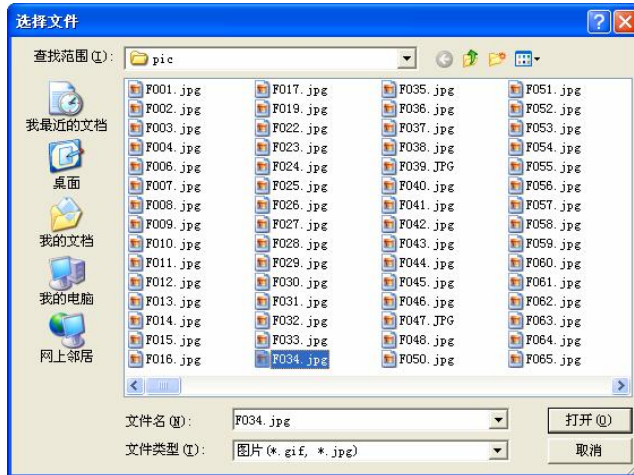 选择文件
查找范围(I): pic
我最近的文档
桌面
我的文档
我的电脑
网上邻居
F001.jpg F017.jpg F035.jpg F051.jpg
F002.jpg F019.jpg F036.jpg F052.jpg
F003.jpg F022.jpg F037.jpg F053.jpg
F004.jpg F023.jpg F038.jpg F054.jpg
F006.jpg F024.jpg F039.JPG F055.jpg
F007.jpg F025.jpg F040.jpg F056.jpg
F008.jpg F026.jpg F041.jpg F057.jpg
F009.jpg F027.jpg F042.jpg F058.jpg
F010.jpg F028.jpg F043.jpg F059.jpg
F011.jpg F029.jpg F044.jpg F060.jpg
F012.jpg F030.jpg F045.jpg F061.jpg
F013.jpg F031.jpg F046.jpg F062.jpg
F014.jpg F032.jpg F047.JPG F063.jpg
F015.jpg F033.jpg F048.jpg F064.jpg
F016.jpg F034.jpg F050.jpg F065.jpg
文件名(N): F034.jpg 打开(O)
文件类型(T): 图片(*.gif, *.jpg) 取消